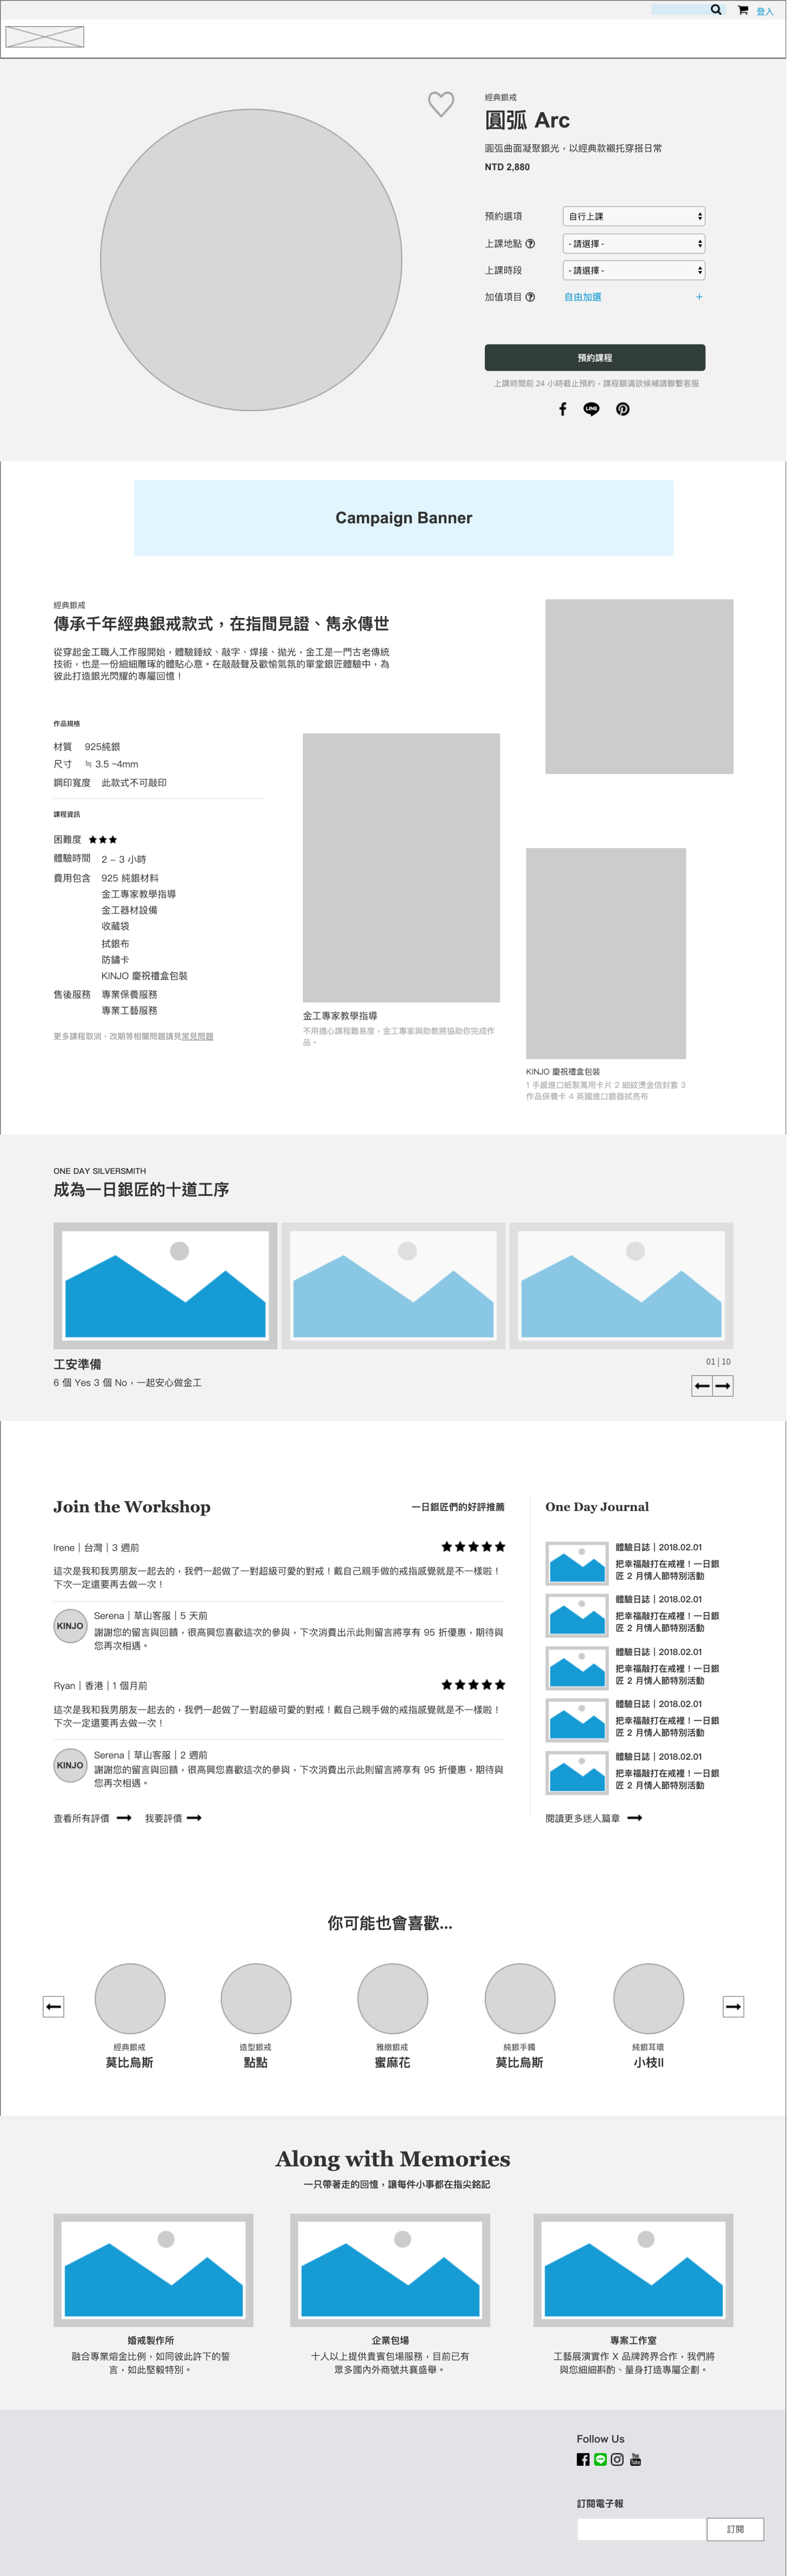 登入
經典銀戒
圓弧 Arc
圓弧曲面凝聚銀光，以經典款襯托穿搭日常
NTD 2,880
預約選項 自行上課
上課地點 - 請選擇 -
上課時段 - 請選擇 -
加值項目 自由加選 +
預約課程
上課時間前 24 小時截止預約，課程額滿欲候補請聯繫客服
LINE
Campaign Banner
經典銀戒
傳承千年經典銀戒款式，在指間見證、雋永傳世
從穿起金工職人工作服開始，體驗錘紋、敲字、焊接、拋光，金工是一門古老傳統
技術，也是一份細細雕琢的體貼心意。在敲敲聲及歡愉氣氛的單堂銀匠體驗中，為
彼此打造銀光閃耀的專屬回憶！
作品規格
材質 925純銀
尺寸 ≒ 3.5 ~4mm
鋼印寬度 此款式不可敲印
課程資訊
困難度 ★★★
體驗時間 2 – 3 小時
費用包含 925 純銀材料
金工專家教學指導
金工器材設備
收藏袋
拭銀布
防鏽卡
KINJO 慶祝禮盒包裝
售後服務 專業保養服務
專業工藝服務
更多課程取消、改期等相關問題請見常見問題
金工專家教學指導
不用擔心課程難易度，金工專家與助教將協助你完成作
品。
KINJO 慶祝禮盒包裝
1 手感進口紙製萬用卡片 2 細紋燙金信封套 3
作品保養卡 4 英國進口銀器拭亮布
ONE DAY SILVERSMITH
成為一日銀匠的十道工序
工安準備
6 個 Yes 3 個 No，一起安心做金工
01 | 10
Join the Workshop
一日銀匠們的好評推薦
Irene｜台灣｜3 週前
這次是我和我男朋友一起去的，我們一起做了一對超級可愛的對戒！戴自己親手做的戒指感覺就是不一樣啦！
下次一定還要再去做一次！
KINJO
Serena｜草山客服｜5 天前
謝謝您的留言與回饋，很高興您喜歡這次的參與，下次消費出示此則留言將享有 95 折優惠，期待與
您再次相遇。
Ryan｜香港｜1 個月前
這次是我和我男朋友一起去的，我們一起做了一對超級可愛的對戒！戴自己親手做的戒指感覺就是不一樣啦！
下次一定還要再去做一次！
KINJO
Serena｜草山客服｜2 週前
謝謝您的留言與回饋，很高興您喜歡這次的參與，下次消費出示此則留言將享有 95 折優惠，期待與
您再次相遇。
查看所有評價 我要評價
One Day Journal
體驗日誌｜2018.02.01
把幸福敲打在戒裡！一日銀
匠 2 月情人節特別活動
體驗日誌｜2018.02.01
把幸福敲打在戒裡！一日銀
匠 2 月情人節特別活動
體驗日誌｜2018.02.01
把幸福敲打在戒裡！一日銀
匠 2 月情人節特別活動
體驗日誌｜2018.02.01
把幸福敲打在戒裡！一日銀
匠 2 月情人節特別活動
體驗日誌｜2018.02.01
把幸福敲打在戒裡！一日銀
匠 2 月情人節特別活動
閱讀更多迷人篇章
你可能也會喜歡...
經典銀戒
莫比烏斯
造型銀戒
點點
雅緻銀戒
蜜麻花
純銀手鐲
莫比烏斯
純銀耳環
小枝II
Along with Memories
一只帶著走的回憶，讓每件小事都在指尖銘記
婚戒製作所
融合專業熔金比例，如同彼此許下的誓
言，如此堅毅特別。
企業包場
十人以上提供貴賓包場服務，目前已有
眾多國內外商號共襄盛舉。
專案工作室
工藝展演實作 X 品牌跨界合作，我們將
與您細細斟酌、量身打造專屬企劃。
Follow Us
You Tube
訂閱電子報
訂閱